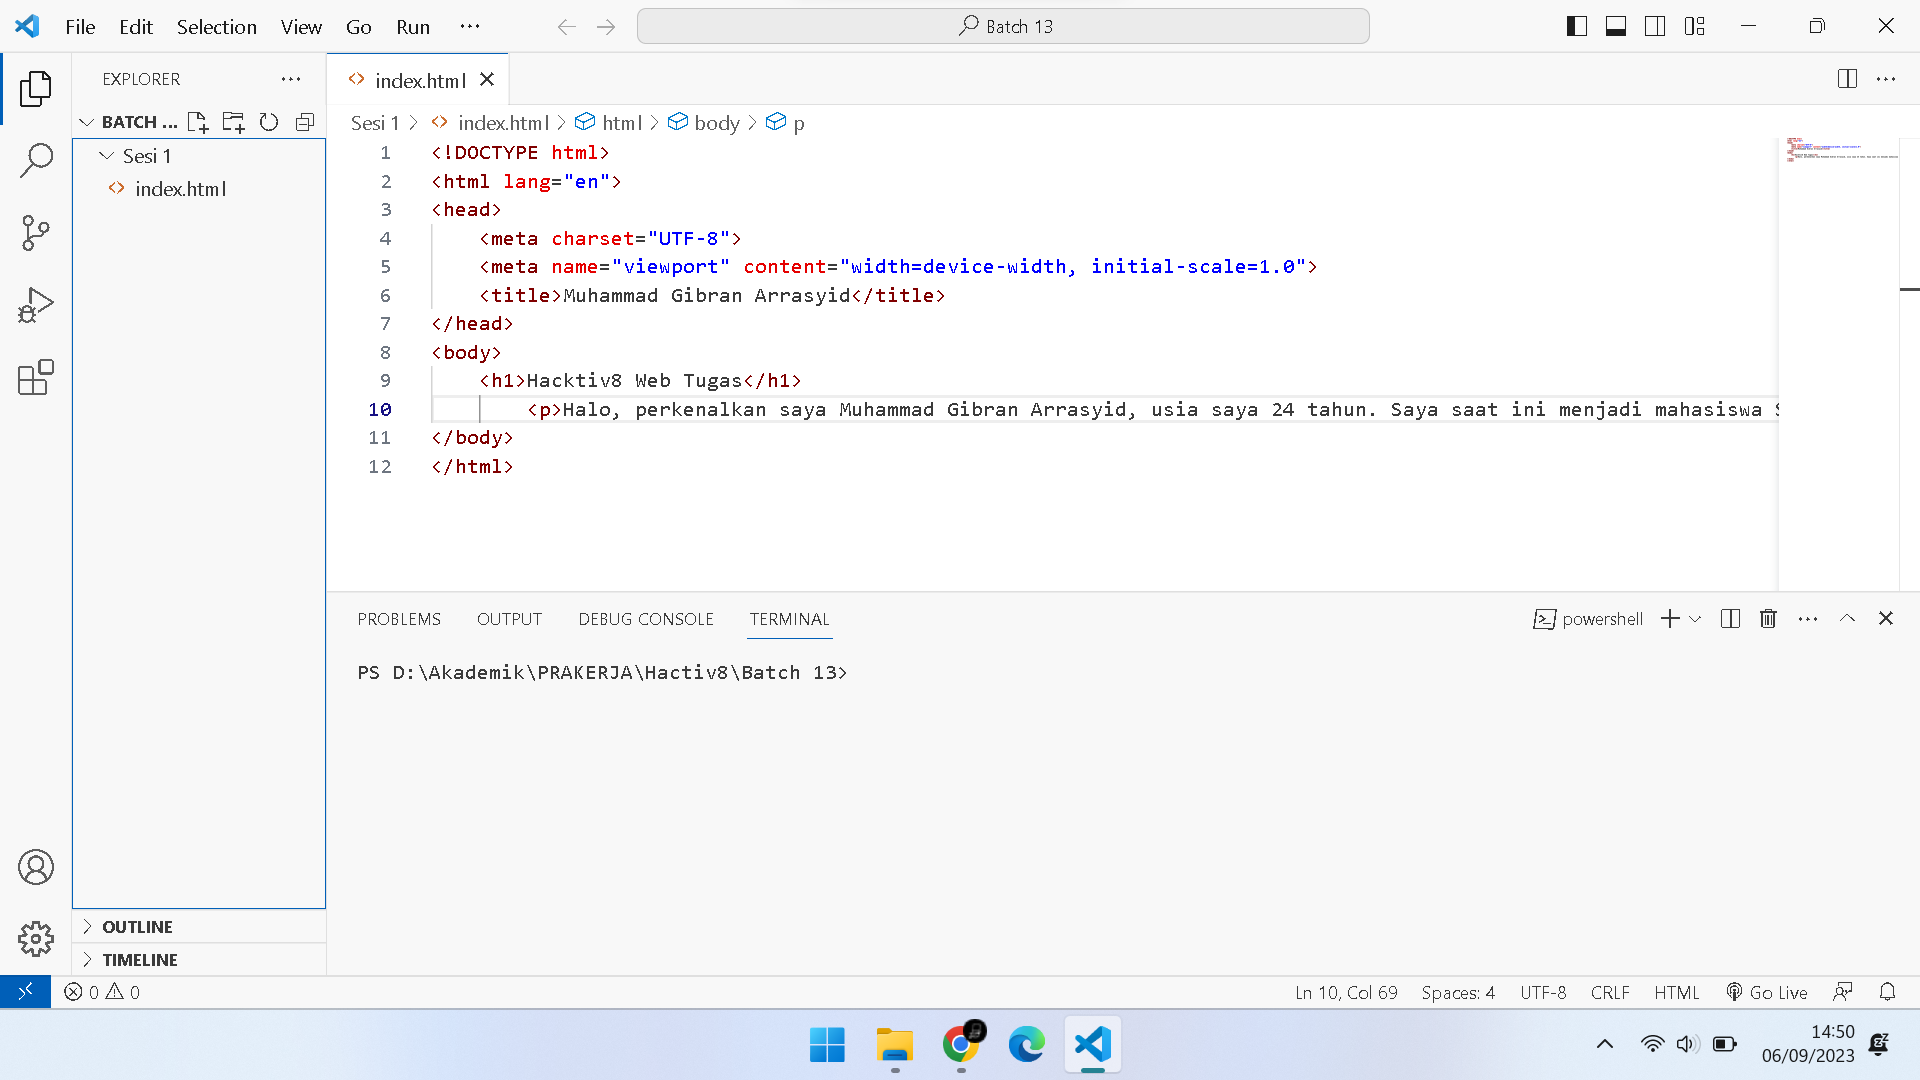 File Edit Selection View Go Run ···
Batch 13
EXPLORER
BATCH ...
Sesi 1
index.html
OUTLINE
TIMELINE
index.html
Sesi 1 > index.html > html > body > p
1 <!DOCTYPE html>
2 <html lang="en">
3 <head>
4 <meta charset="UTF-8">
5 <meta name="viewport" content="width=device-width, initial-scale=1.0">
6 <title>Muhammad Gibran Arrasyid</title>
7 </head>
8 <body>
9 <h1>Hacktiv8 Web Tugas</h1>
10 <p>Halo, perkenalkan saya Muhammad Gibran Arrasyid, usia saya 24 tahun. Saya saat ini menjadi mahasiswa
11 </body>
12 </html>
PROBLEMS OUTPUT DEBUG CONSOLE TERMINAL
powershell
PS D:\Akademik\PRAKERJA\Hactiv8\Batch 13>
0 0
Ln 10, Col 69 Spaces: 4 UTF-8 CRLF HTML Go Live
14:50
06/09/2023